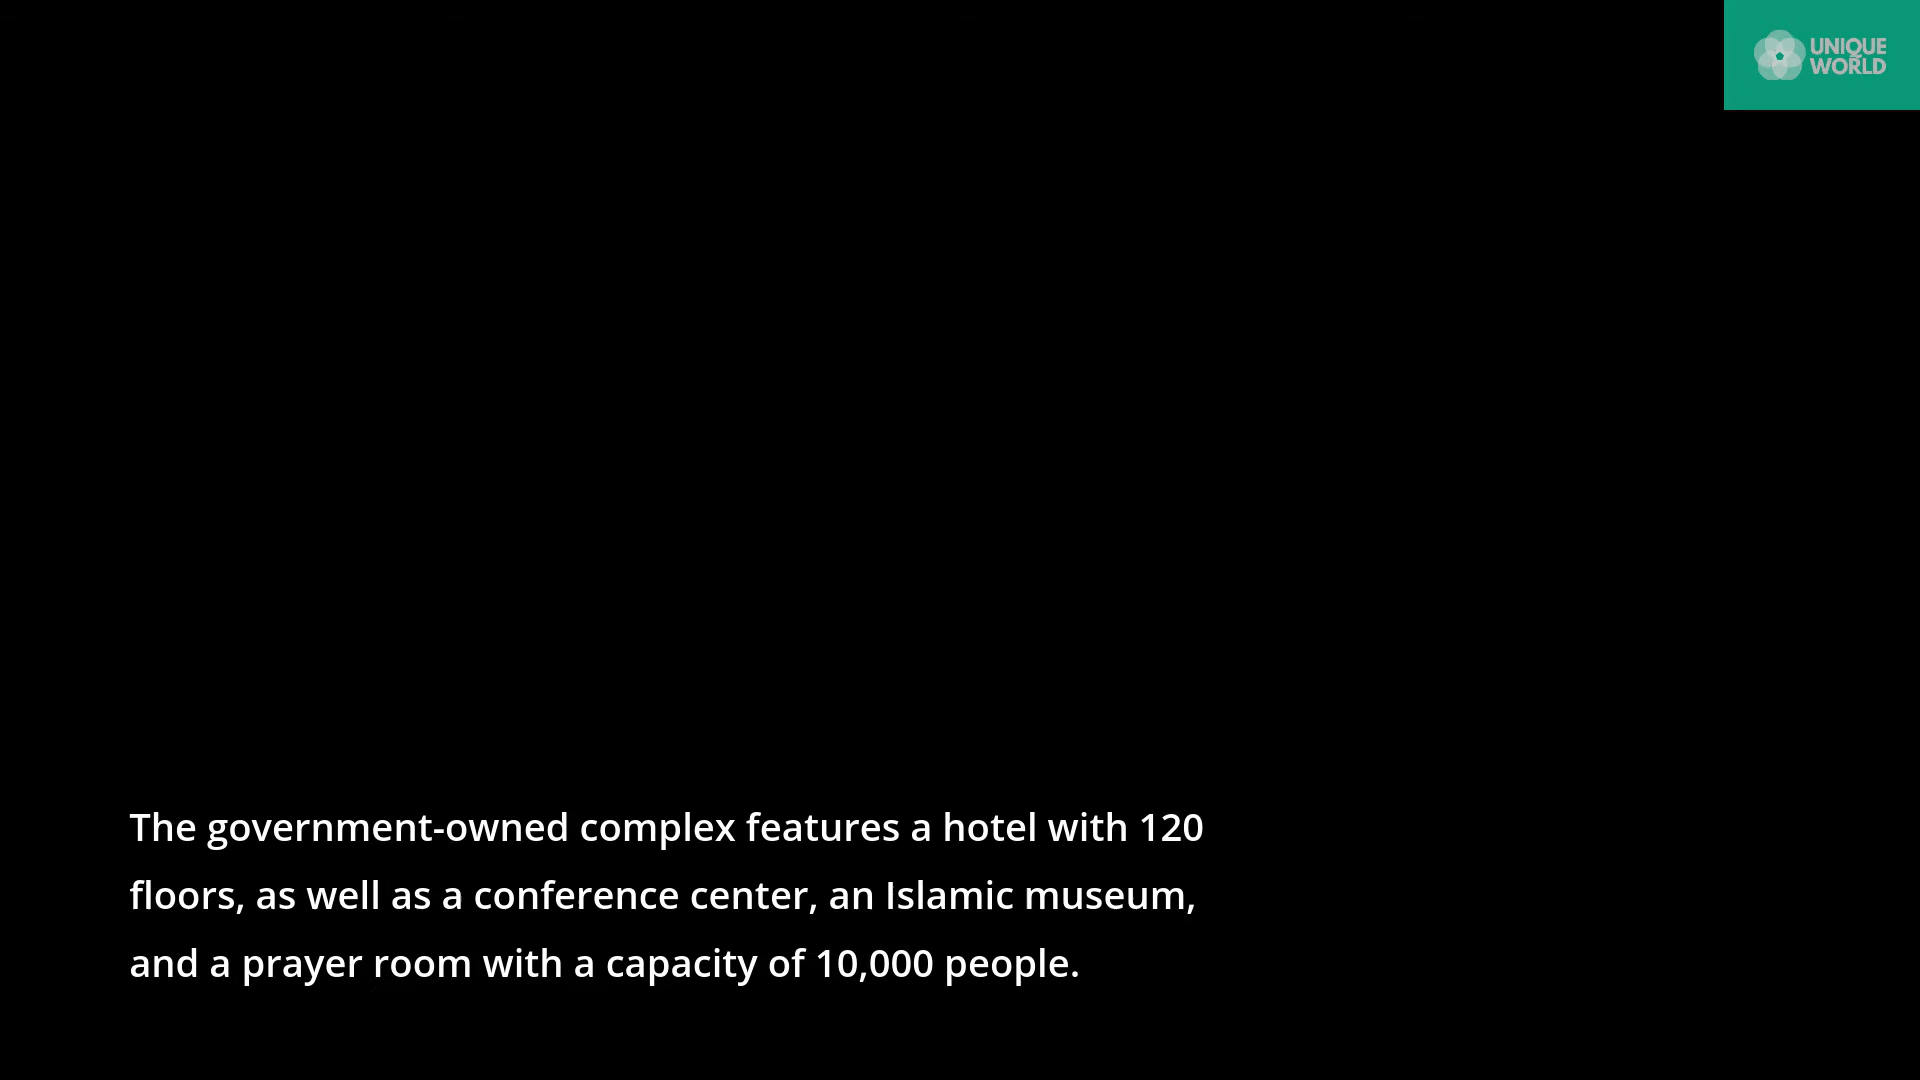 UNIQUE
WORLD
The government-owned complex features a hotel with 120
floors, as well as a conference center, an Islamic museum,
and a prayer room with a capacity of 10,000 people.